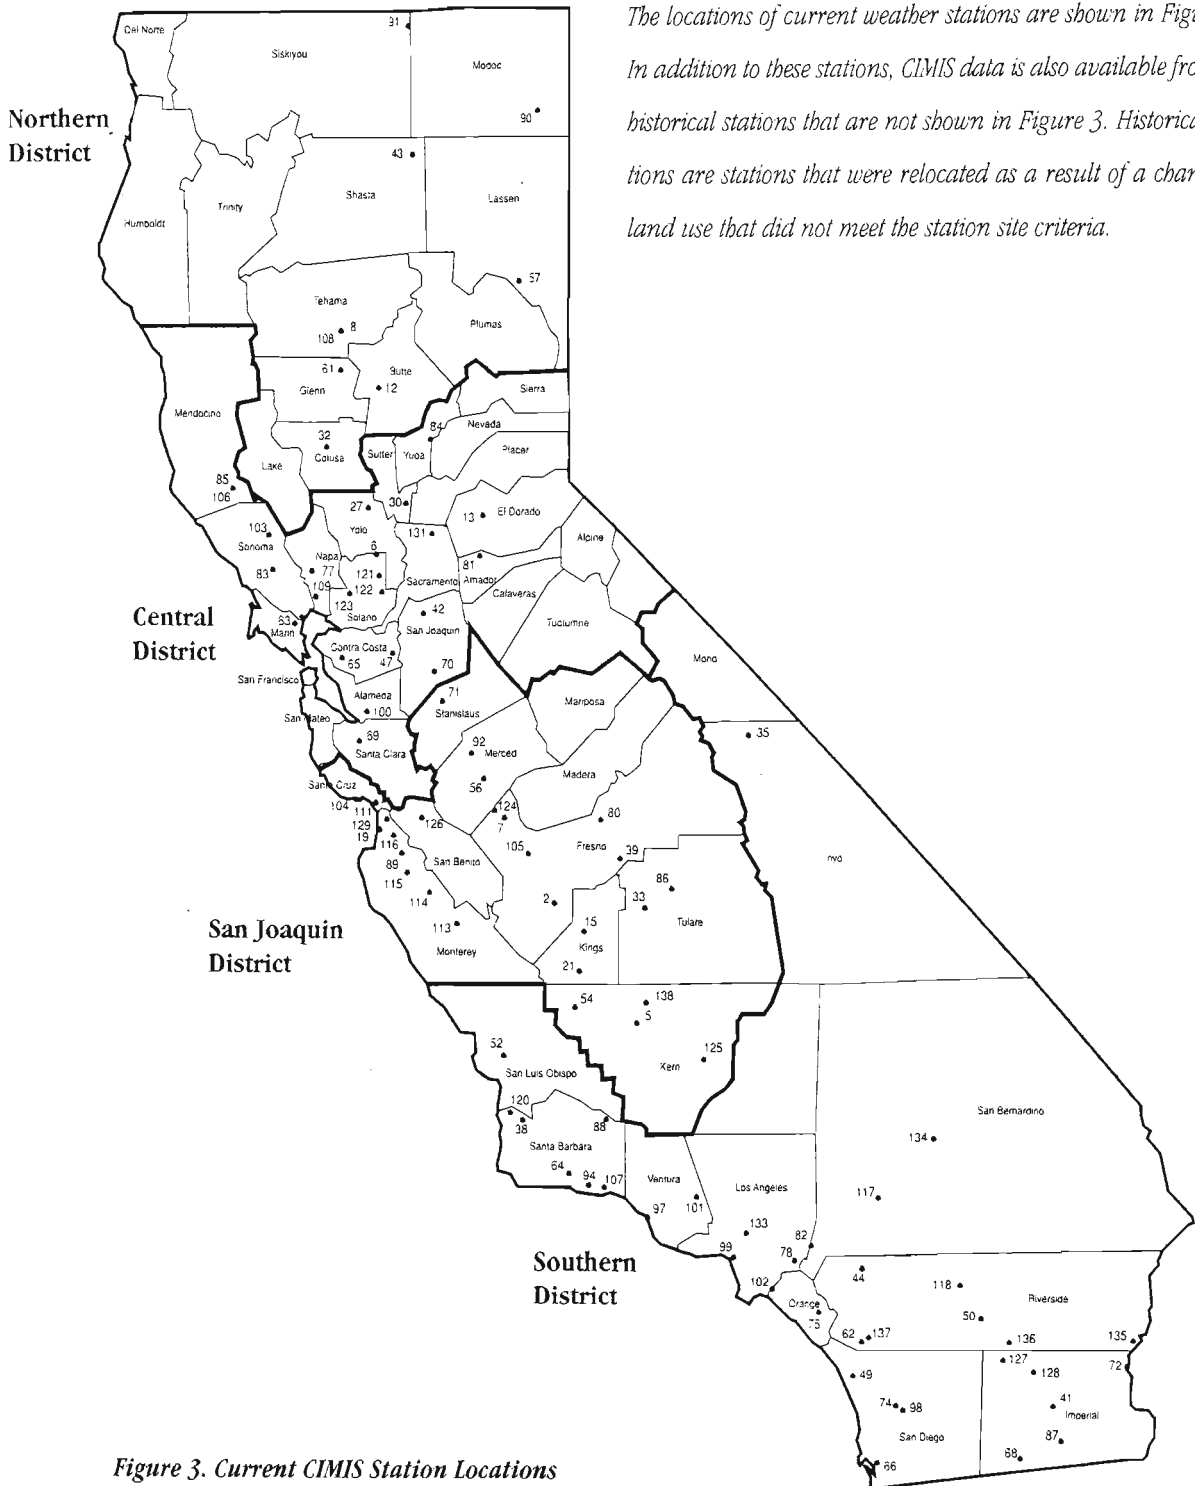 The locations of current weather stations are shown in Figu
In addition to these stations, CIMIS data is also available fro
historical stations that are not shown in Figure 3. Historica
tions are stations that were relocated as a result of a chan
land use that did not meet the station site criteria.
Northern
District
Del Norte
Siskiyou
91
Modoc
90
43
Shasta
Lassen
Trinity
Humboldt
57
Tehama
8
108
Plumas
61
Butte
Glenn
12
Sierra
Mendocino
84
Nevada
32
Colusa
Sutter
Yuba
Placer
Lake
85
106
27
30
13
El Dorado
103
Yolo
131
Alpine
Sonoma
6
Napa
77
83
121
81
Amador
Sacramento
109
122
Calaveras
123
Solano
42
Tuolumne
63
Marin
San Joaquin
Central
District
Contra Costa
65
47
Mono
70
San Francisco
71
Alameda
Stanislaus
Mariposa
100
San Mateo
69
92
Merced
35
Santa Clara
56
Madera
Santa Cruz
104
111
124
7
80
129
126
19
116
105
Fresno
39
San Benito
nyo
89
86
115
33
114
2
Tulare
113
15
Kings
San Joaquin
District
Monterey
21
54
138
5
52
125
Kern
San Luis Obispo
120
38
88
San Bernardino
134
Santa Barbara
64
94
107
Ventura
Los Angeles
101
117
97
133
82
99
78
Southern
District
44
102
118
Orange
75
Riverside
50
62
137
136
135
127
72
49
128
74
98
41
Imperial
San Diego
87
68
66
Figure 3. Current CIMIS Station Locations